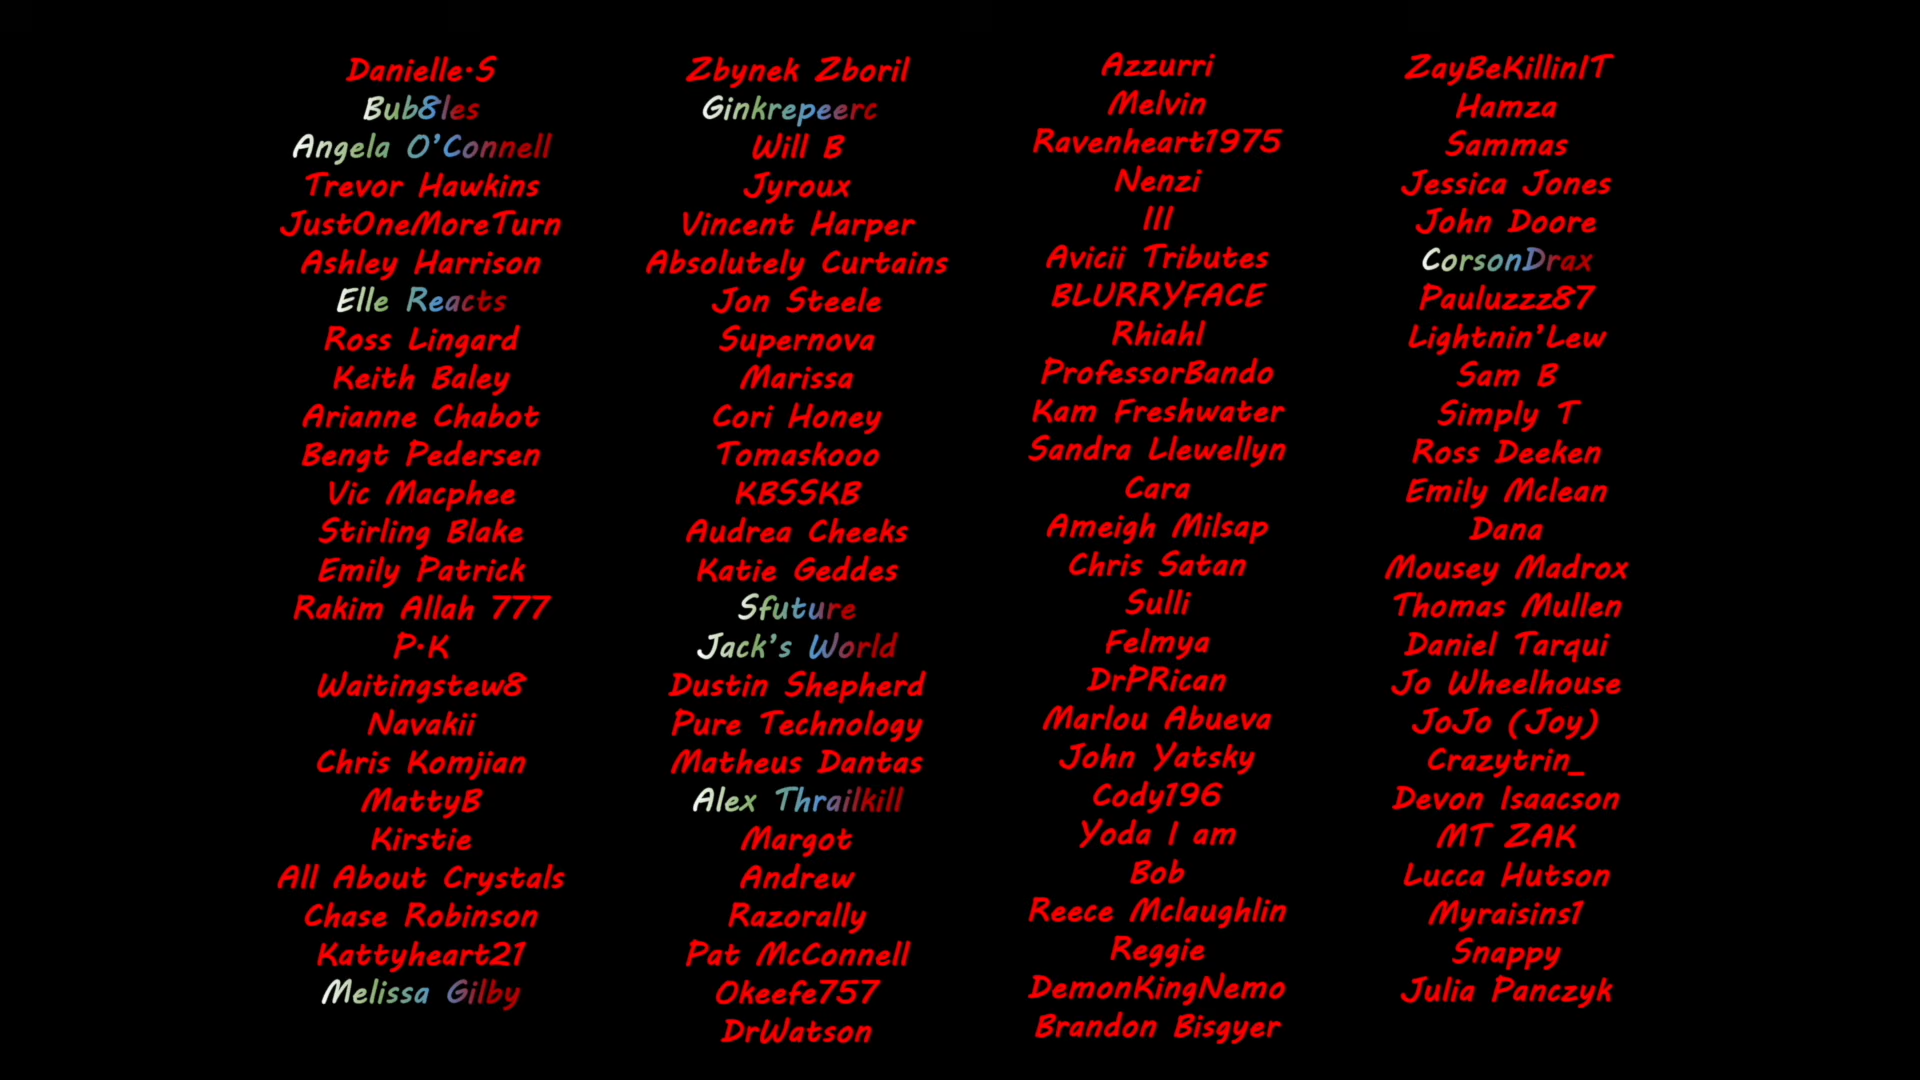 Danielle·S
Bub8les
Angela O'Connell
Trevor Hawkins
JustOneMoreTurn
Ashley Harrison
Elle Reacts
Ross Lingard
Keith Baley
Arianne Chabot
Bengt Pedersen
Vic Macphee
Stirling Blake
Emily Patrick
Rakim Allah 777
P·K
Waitingstew8
Navakii
Chris Komjian
MattyB
Kirstie
All About Crystals
Chase Robinson
Kattyheart21
Melissa Gilby
Zbynek Zboril
Ginkrepeerc
Will B
Jyroux
Vincent Harper
Absolutely Curtains
Jon Steele
Supernova
Marissa
Cori Honey
Tomaskooo
KBSSKB
Audrea Cheeks
Katie Geddes
Sfuture
Jack's World
Dustin Shepherd
Pure Technology
Matheus Dantas
Alex Thrailkill
Margot
Andrew
Razorally
Pat McConnell
Okeefe757
DrWatson
Azzurri
Melvin
Ravenheart1975
Nenzi
lll
Avicii Tributes
BLURRYFACE
Rhiahl
ProfessorBando
Kam Freshwater
Sandra Llewellyn
Cara
Ameigh Milsap
Chris Satan
Sulli
Felmya
DrPRican
Marlou Abueva
John Yatsky
Cody196
Yoda I am
Bob
Reece Mclaughlin
Reggie
DemonKingNemo
Brandon Bisgyer
ZayBeKillinIT
Hamza
Sammas
Jessica Jones
John Doore
CorsonDrax
Pauluzzz87
Lightnin'Lew
Sam B
Simply T
Ross Deeken
Emily Mclean
Dana
Mousey Madrox
Thomas Mullen
Daniel Tarqui
Jo Wheelhouse
JoJo (Joy)
Crazytrin_
Devon Isaacson
MT ZAK
Lucca Hutson
Myraisins1
Snappy
Julia Panczyk